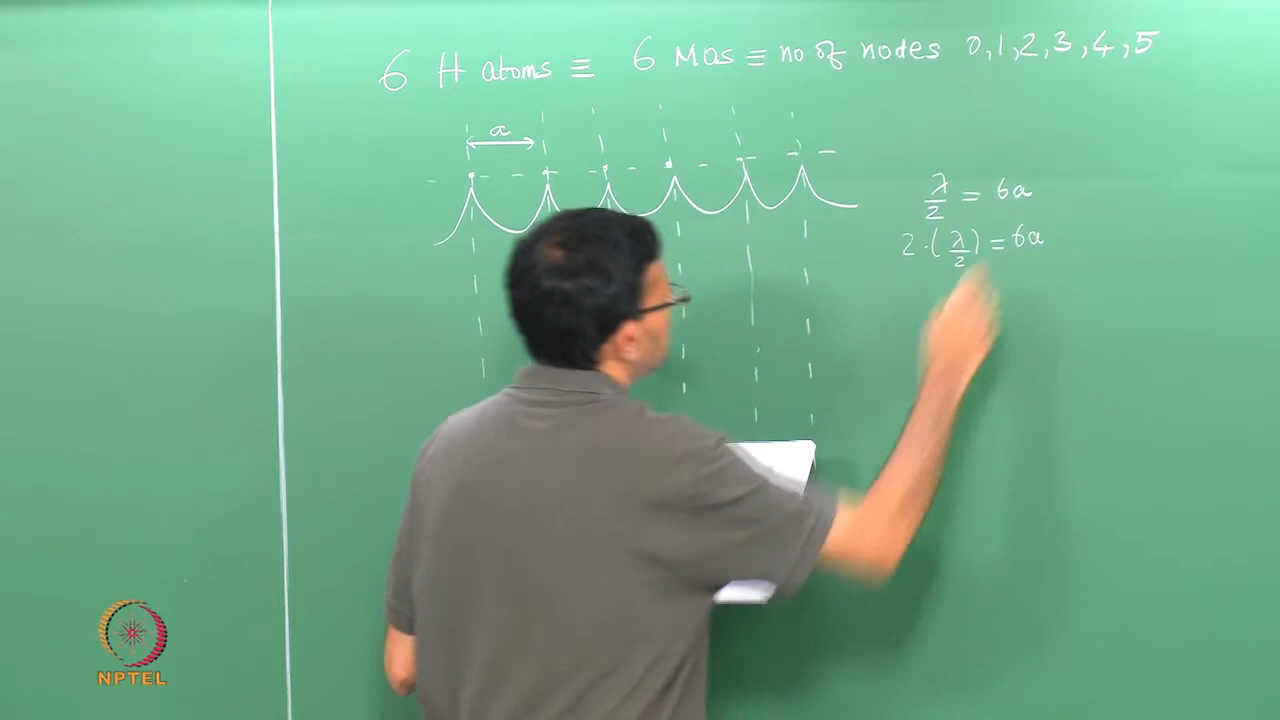 6 H atoms ≡ 6 MOs ≡ no of nodes 0,1,2,3,4,5
a
λ/2 = 6a
2·(λ/2) = 6a
NPTEL